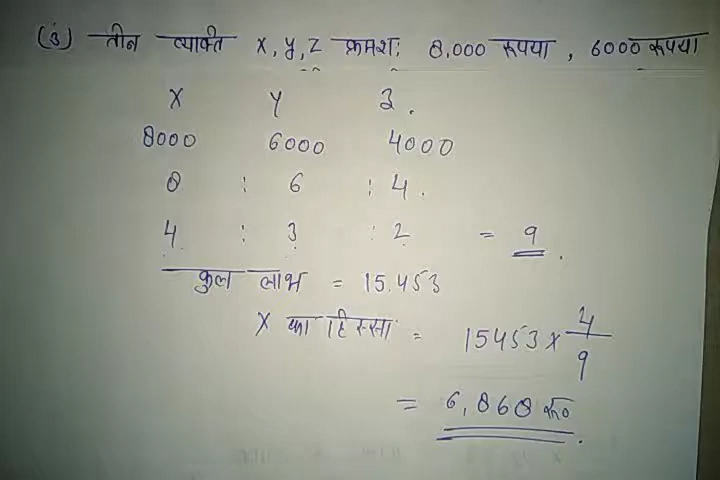 (3) तीन व्यक्ति X, Y, Z क्रमश: 8,000 रूपया , 6000 रूपया
X Y Z.
8000 6000 4000
8 : 6 : 4.
4 : 3 : 2 = 9.
कुल लाभ = 15,453
X का हिस्सा = 15453 x 4/9
= 6,868 रू०.